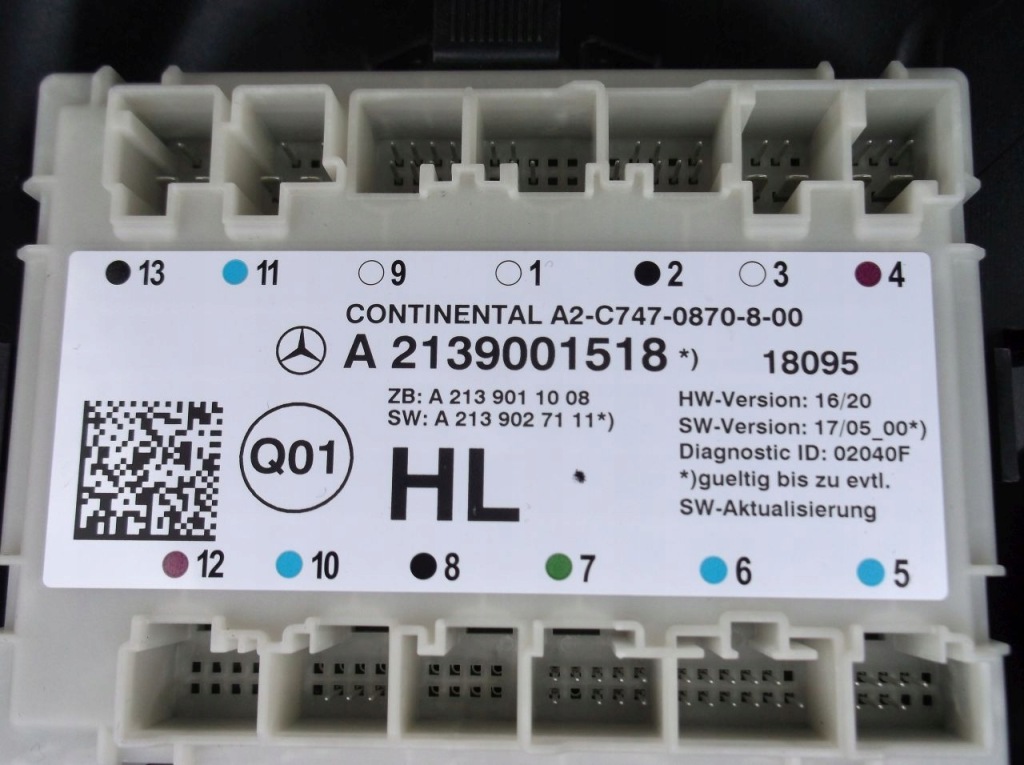 13 11 9 1 2 3 4
CONTINENTAL A2-C747-0870-8-00
A 2139001518 *) 18095
ZB: A 213 901 10 08
SW: A 213 902 71 11*)
HW-Version: 16/20
SW-Version: 17/05_00*)
Diagnostic ID: 02040F
*)gueltig bis zu evtl.
SW-Aktualisierung
Q01
HL
12 10 8 7 6 5